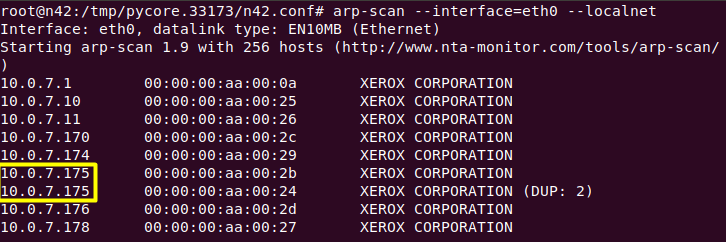 root@n42:/tmp/pycore.33173/n42.conf# arp-scan --interface=eth0 --localnet
Interface: eth0, datalink type: EN10MB (Ethernet)
Starting arp-scan 1.9 with 256 hosts (http://www.nta-monitor.com/tools/arp-scan/
)
10.0.7.1 00:00:00:aa:00:0a XEROX CORPORATION
10.0.7.10 00:00:00:aa:00:25 XEROX CORPORATION
10.0.7.11 00:00:00:aa:00:26 XEROX CORPORATION
10.0.7.170 00:00:00:aa:00:2c XEROX CORPORATION
10.0.7.174 00:00:00:aa:00:29 XEROX CORPORATION
10.0.7.175 00:00:00:aa:00:2b XEROX CORPORATION
10.0.7.175 00:00:00:aa:00:24 XEROX CORPORATION (DUP: 2)
10.0.7.176 00:00:00:aa:00:2d XEROX CORPORATION
10.0.7.178 00:00:00:aa:00:27 XEROX CORPORATION